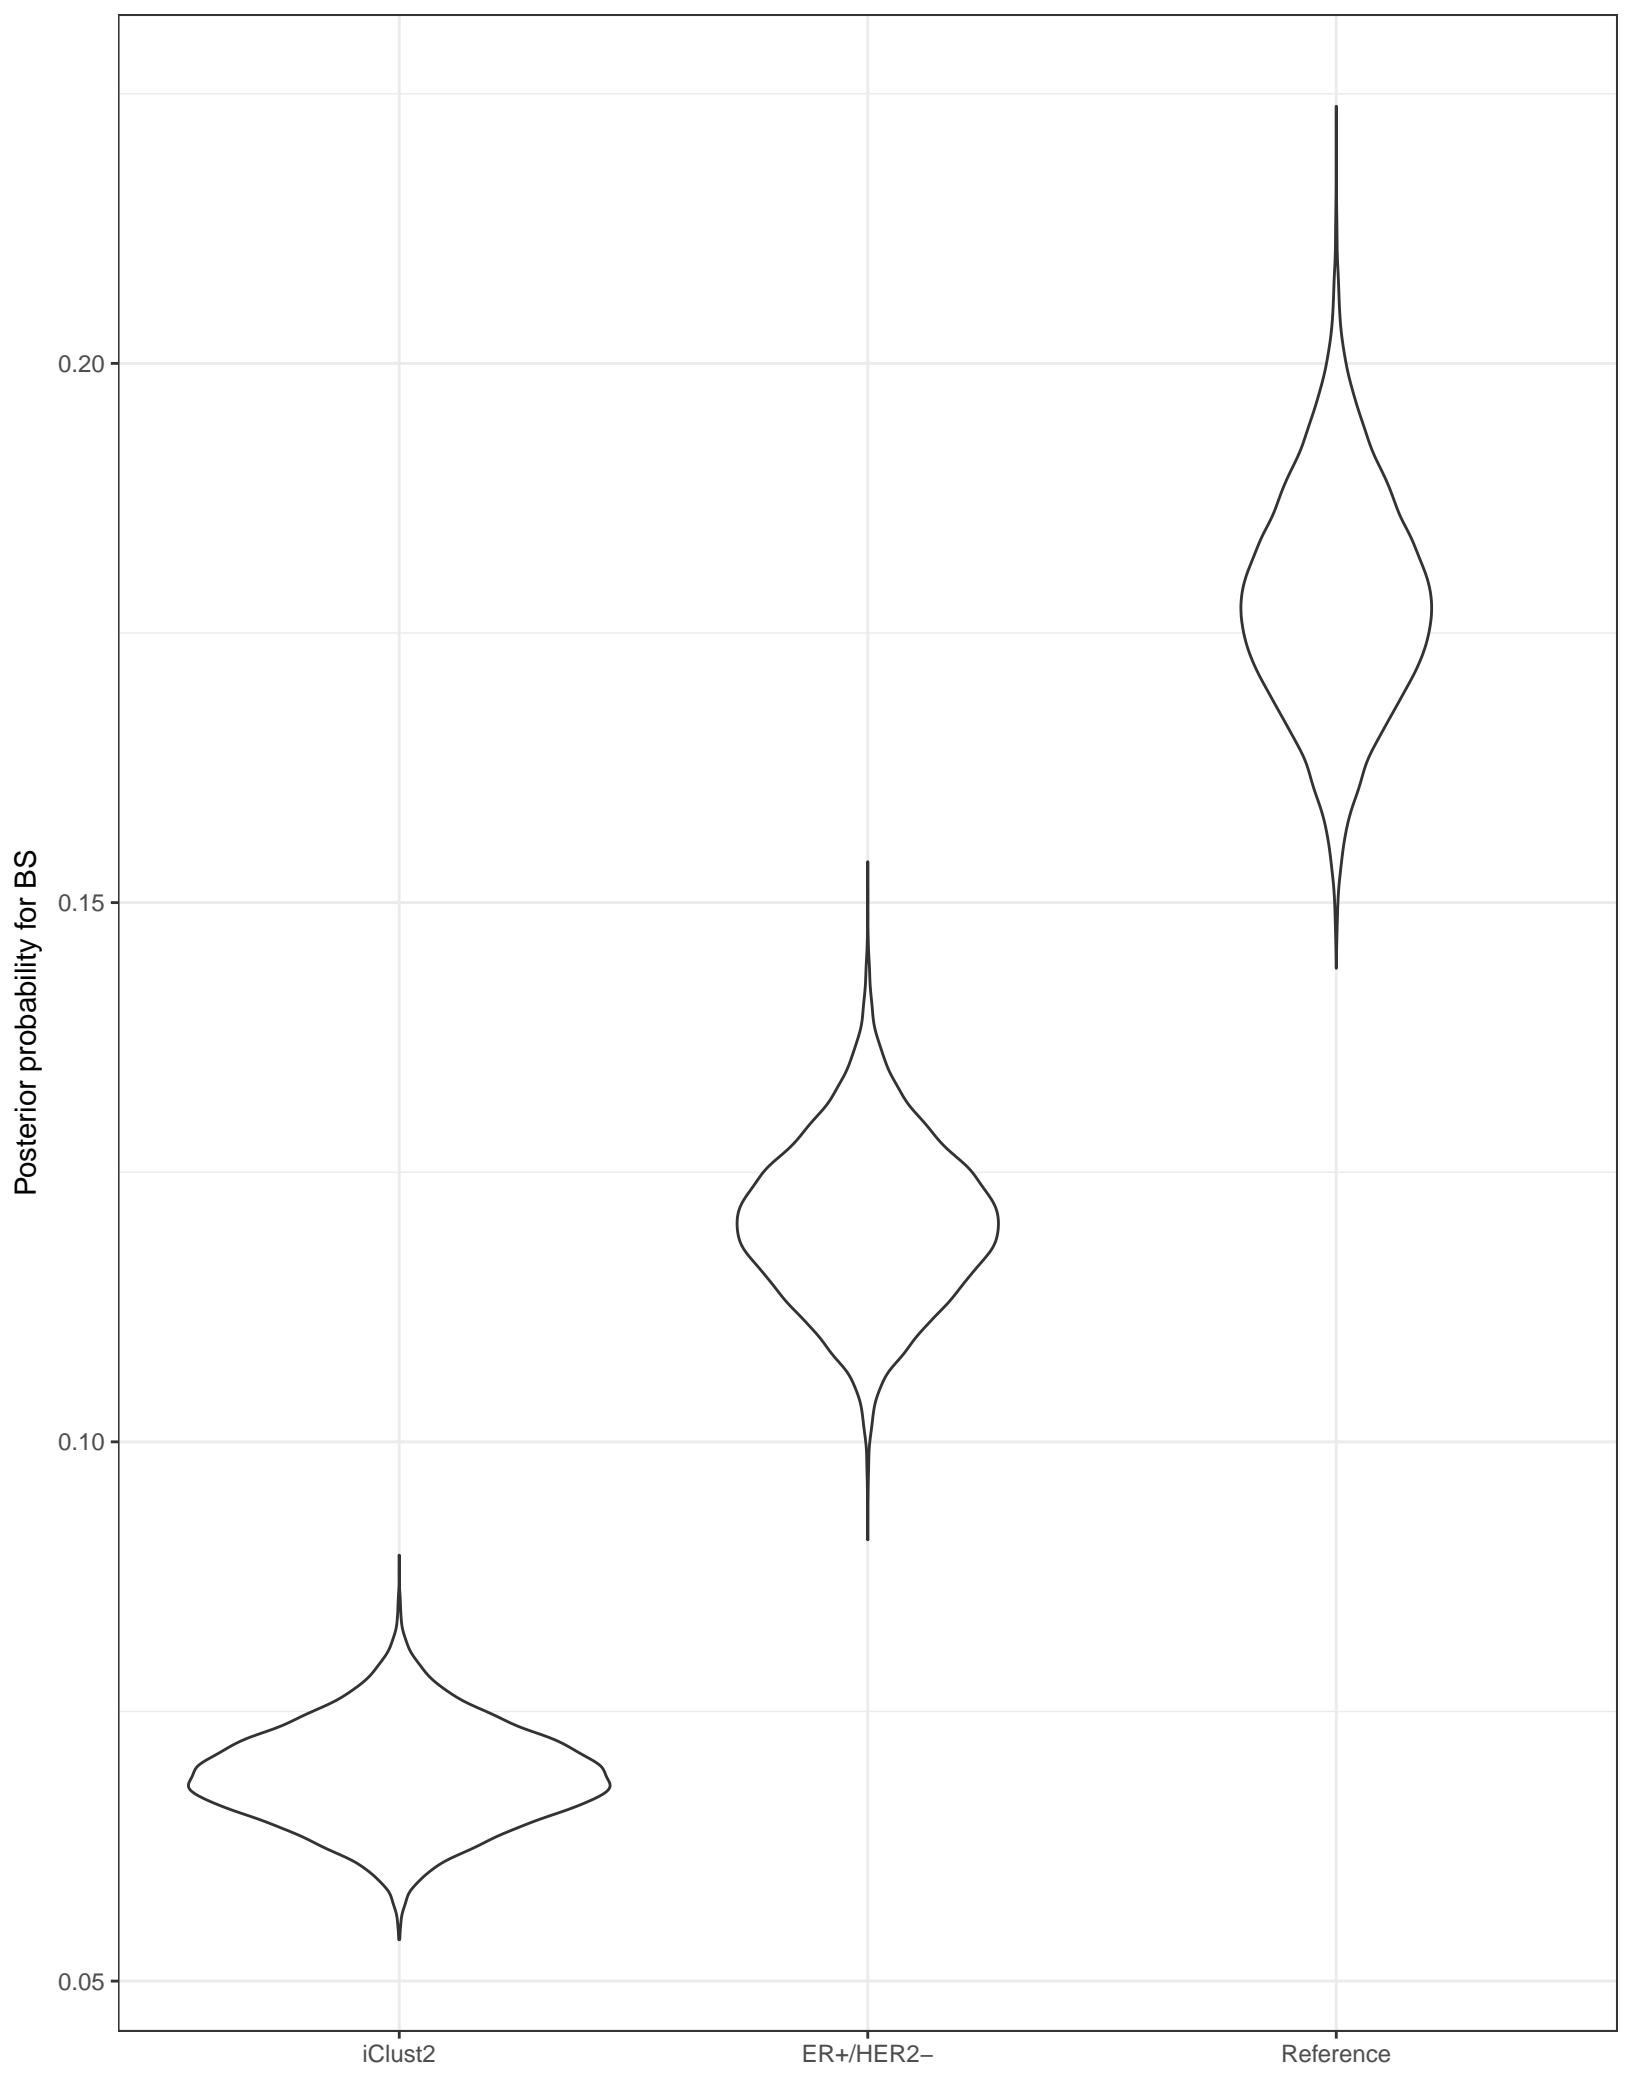 Posterior probability for BS
0.20
0.15
0.10
0.05
iClust2
ER+/HER2−
Reference